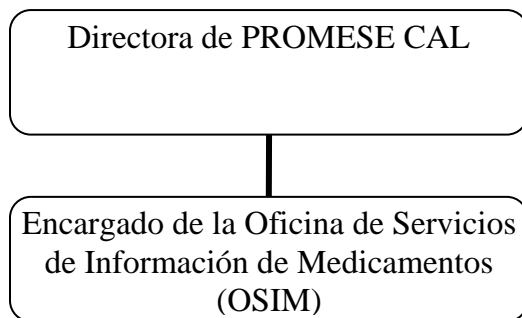 Directora de PROMESE CAL
Encargado de la Oficina de Servicios
de Información de Medicamentos
(OSIM)